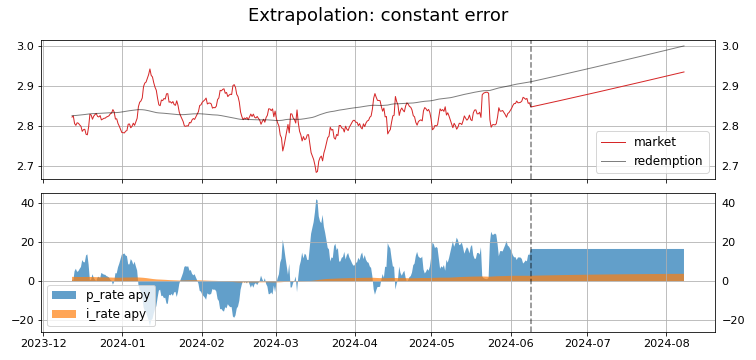 Extrapolation: constant error
3.0 3.0
2.9 2.9
2.8 2.8
2.7 2.7
market
redemption
40 40
20 20
0 0
−20 −20
p_rate apy
i_rate apy
2023-12 2024-01 2024-02 2024-03 2024-04 2024-05 2024-06 2024-07 2024-08